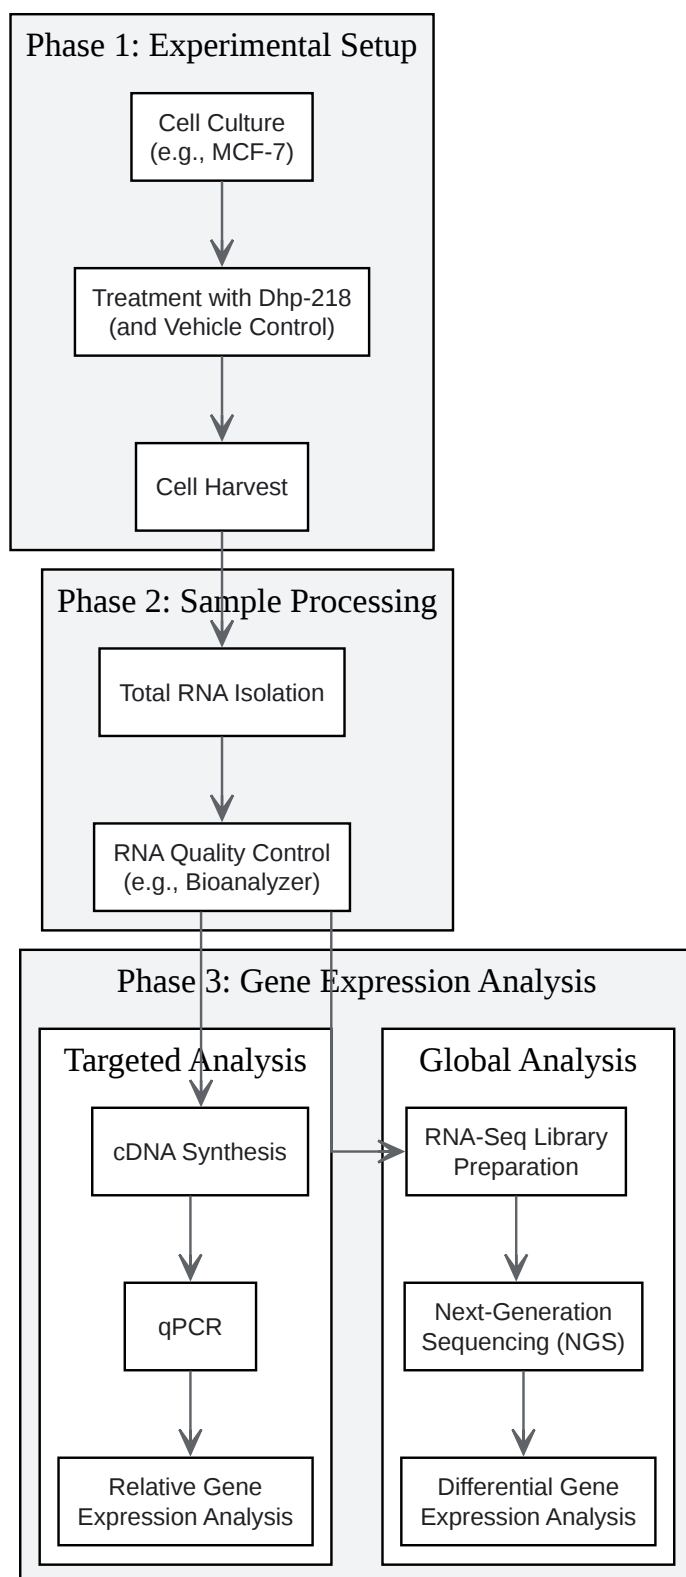 Phase 1: Experimental Setup
Cell Culture
(e.g., MCF-7)
Treatment with Dhp-218
(and Vehicle Control)
Cell Harvest
Phase 2: Sample Processing
Total RNA Isolation
RNA Quality Control
(e.g., Bioanalyzer)
Phase 3: Gene Expression Analysis
Targeted Analysis
cDNA Synthesis
qPCR
Relative Gene
Expression Analysis
Global Analysis
RNA-Seq Library
Preparation
Next-Generation
Sequencing (NGS)
Differential Gene
Expression Analysis